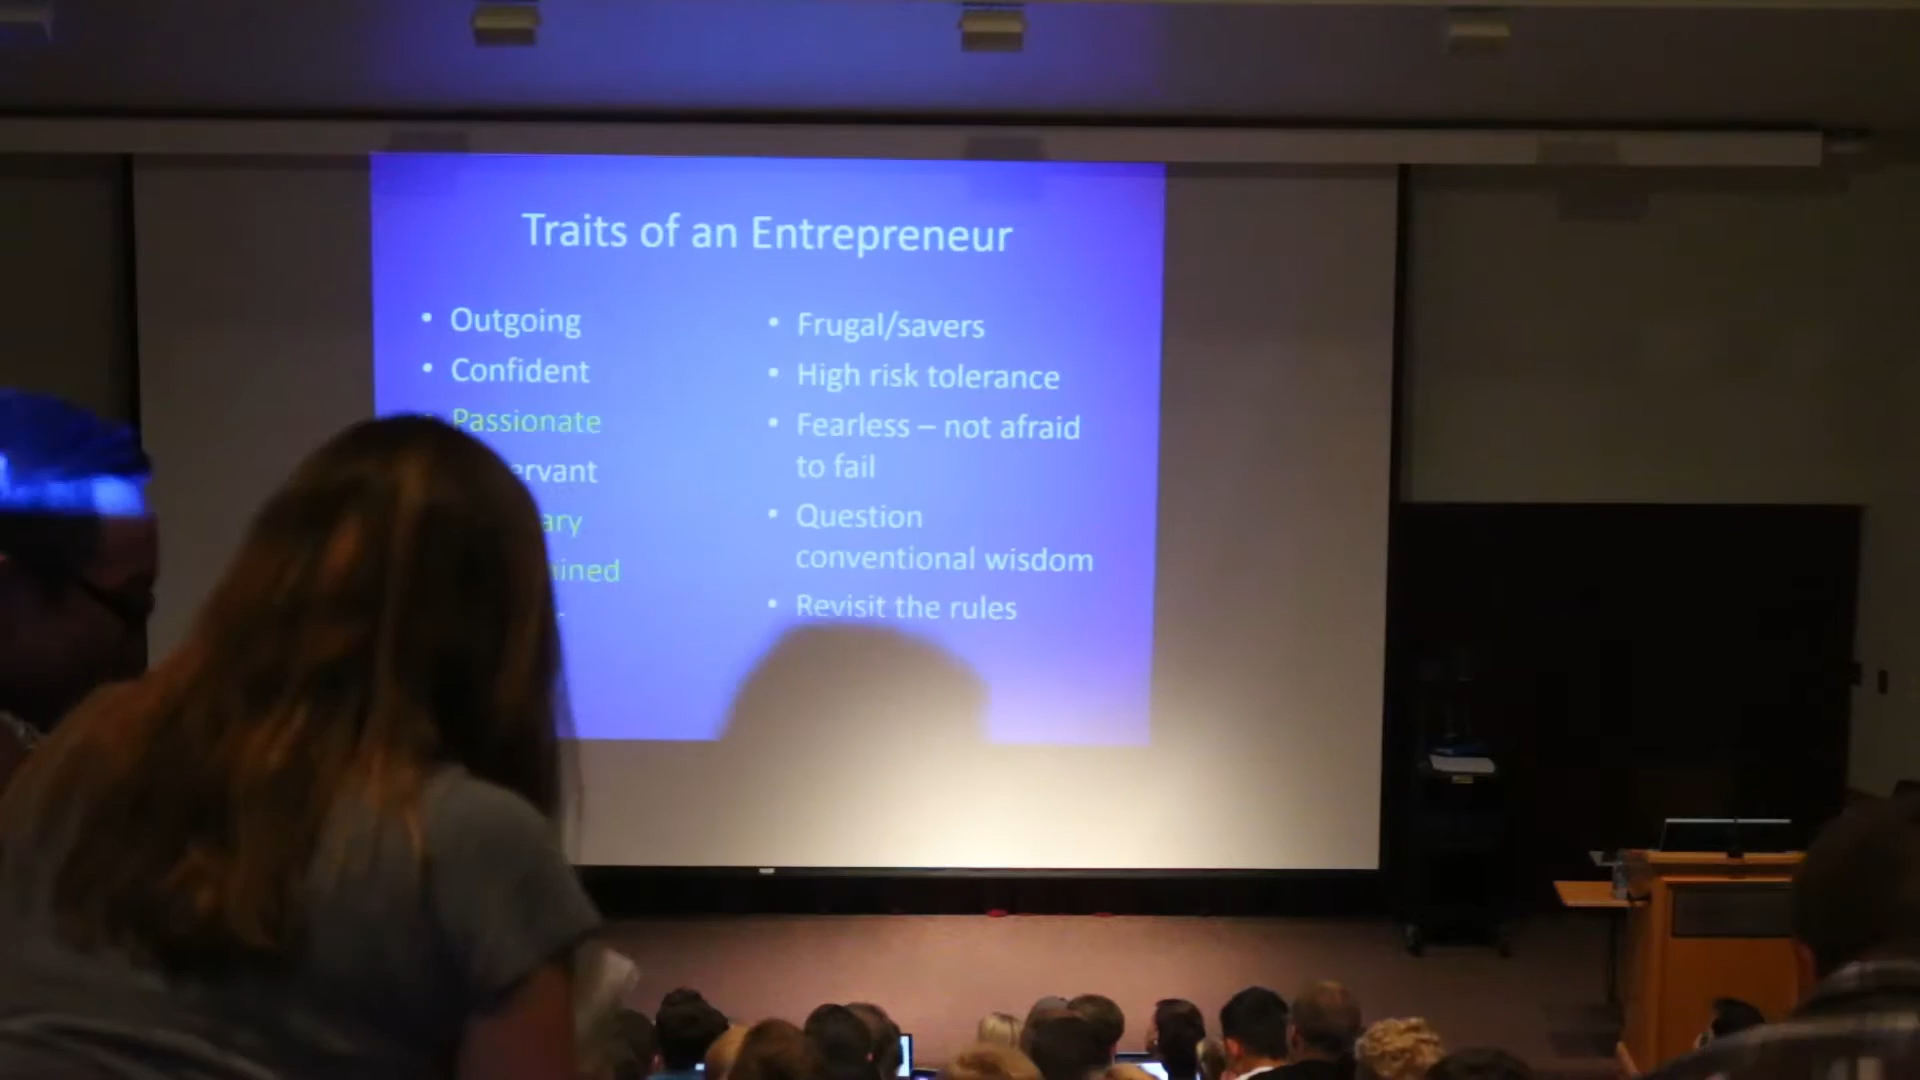 Traits of an Entrepreneur
• Outgoing
• Confident
• Passionate
• Frugal/savers
• High risk tolerance
• Fearless – not afraid
to fail
• Question
conventional wisdom
• Revisit the rules